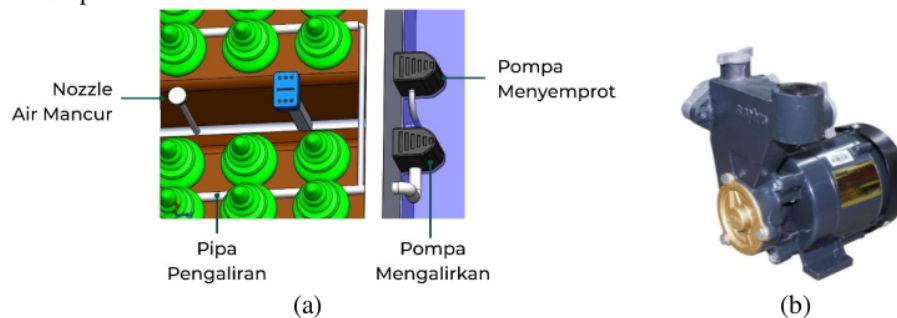 Nozzle
Air Mancur
Pompa
Menyemprot
Pipa
Pengaliran
Pompa
Mengalirkan
(a)
(b)